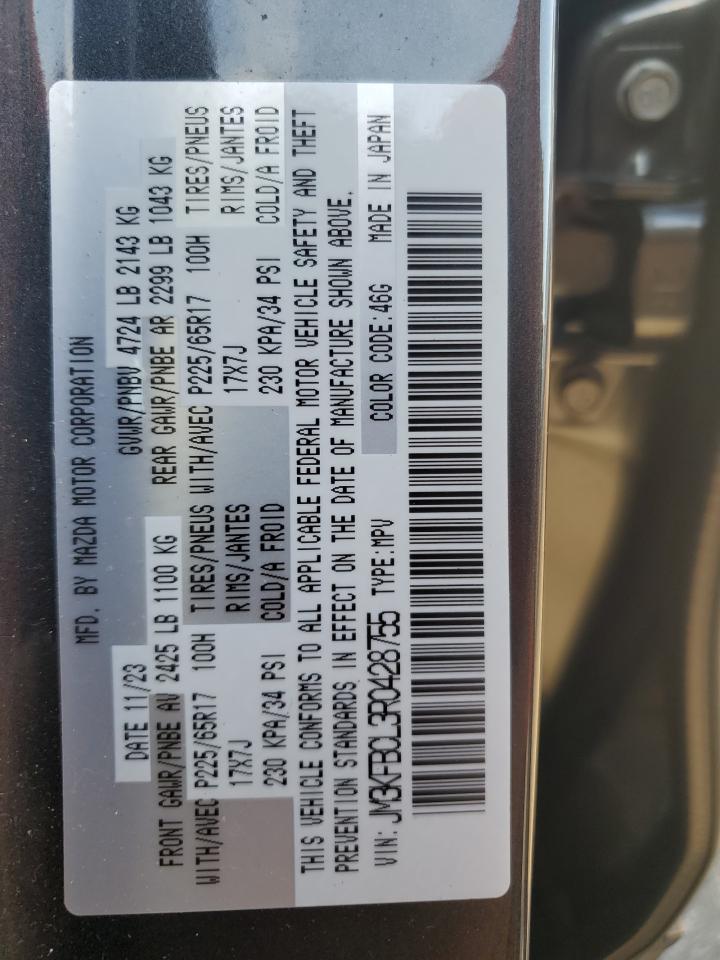 MFD. BY MAZDA MOTOR CORPORATION
DATE 11/23 GVWR/PNBV 4724 LB 2143 KG
FRONT GAWR/PNBE AV 2425 LB 1100 KG REAR GAWR/PNBE AR 2299 LB 1043 KG
WITH/AVEC P225/65R17 100H TIRES/PNEUS WITH/AVEC P225/65R17 100H TIRES/PNEUS
17X7J RIMS/JANTES 17X7J RIMS/JANTES
230 KPA/34 PSI COLD/A FROID 230 KPA/34 PSI COLD/A FROID
THIS VEHICLE CONFORMS TO ALL APPLICABLE FEDERAL MOTOR VEHICLE SAFETY AND THEFT
PREVENTION STANDARDS IN EFFECT ON THE DATE OF MANUFACTURE SHOWN ABOVE.
VIN: JM3KFBCL3R0428755 TYPE:MPV COLOR CODE:46G MADE IN JAPAN